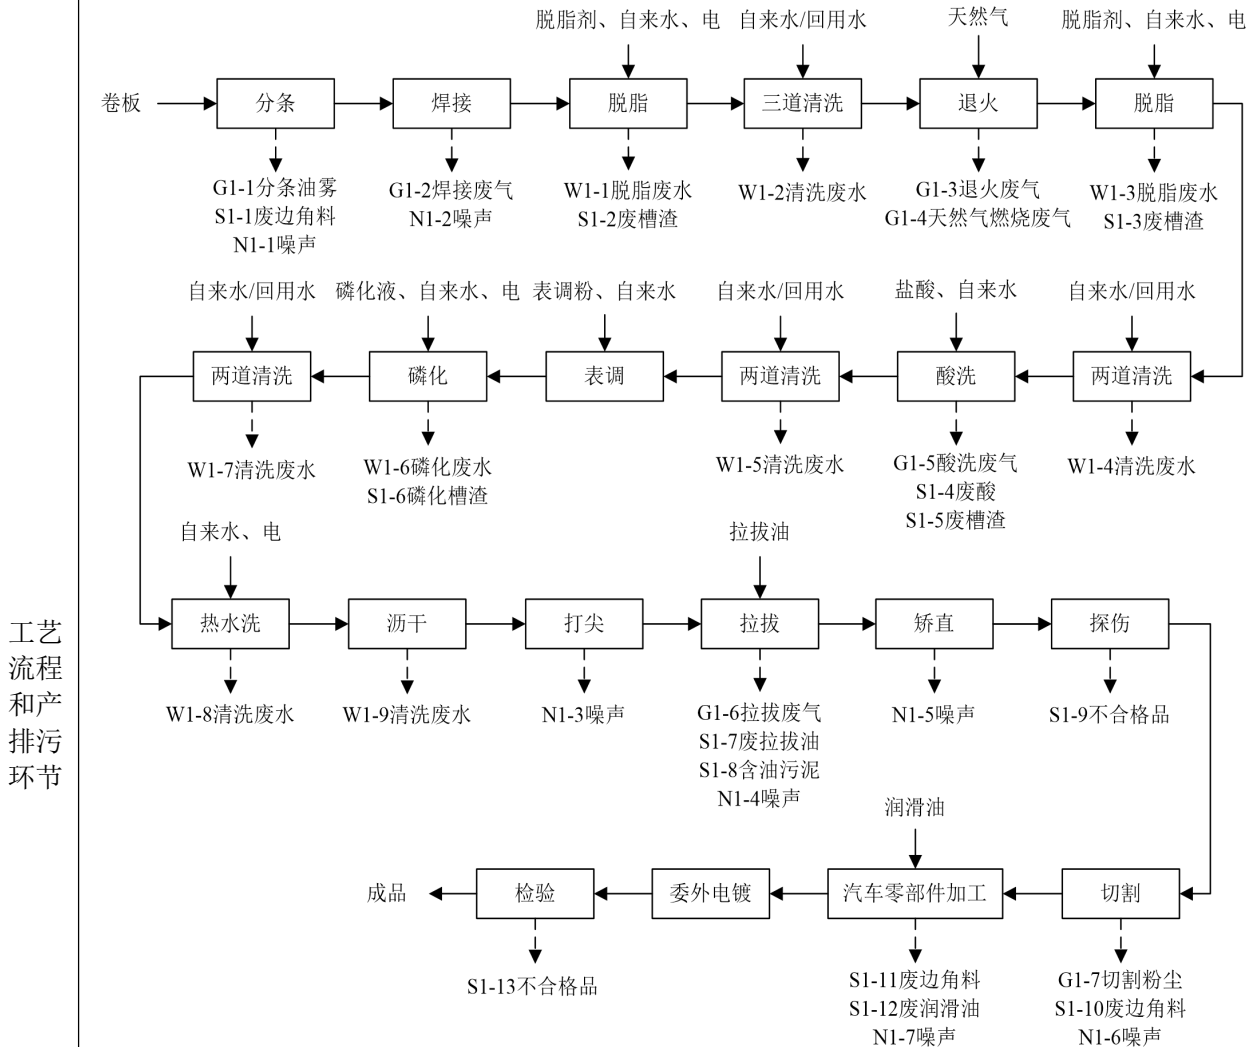 脱脂剂、自来水、电
自来水/回用水
天然气
脱脂剂、自来水、电
卷板
分条
焊接
脱脂
三道清洗
退火
脱脂
G1-1分条油雾
S1-1废边角料
N1-1噪声
G1-2焊接废气
N1-2噪声
W1-1脱脂废水
S1-2废槽渣
W1-2清洗废水
G1-3退火废气
G1-4天然气燃烧废气
W1-3脱脂废水
S1-3废槽渣
自来水/回用水
磷化液、自来水、电
表调粉、自来水
自来水/回用水
盐酸、自来水
自来水/回用水
两道清洗
磷化
表调
两道清洗
酸洗
两道清洗
W1-7清洗废水
W1-6磷化废水
S1-6磷化槽渣
W1-5清洗废水
G1-5酸洗废气
S1-4废酸
S1-5废槽渣
W1-4清洗废水
自来水、电
拉拔油
热水洗
沥干
打尖
拉拔
矫直
探伤
W1-8清洗废水
W1-9清洗废水
N1-3噪声
G1-6拉拔废气
S1-7废拉拔油
S1-8含油污泥
N1-4噪声
N1-5噪声
S1-9不合格品
工艺
流程
和产
排污
环节
润滑油
成品
检验
委外电镀
汽车零部件加工
切割
S1-13不合格品
S1-11废边角料
S1-12废润滑油
N1-7噪声
G1-7切割粉尘
S1-10废边角料
N1-6噪声